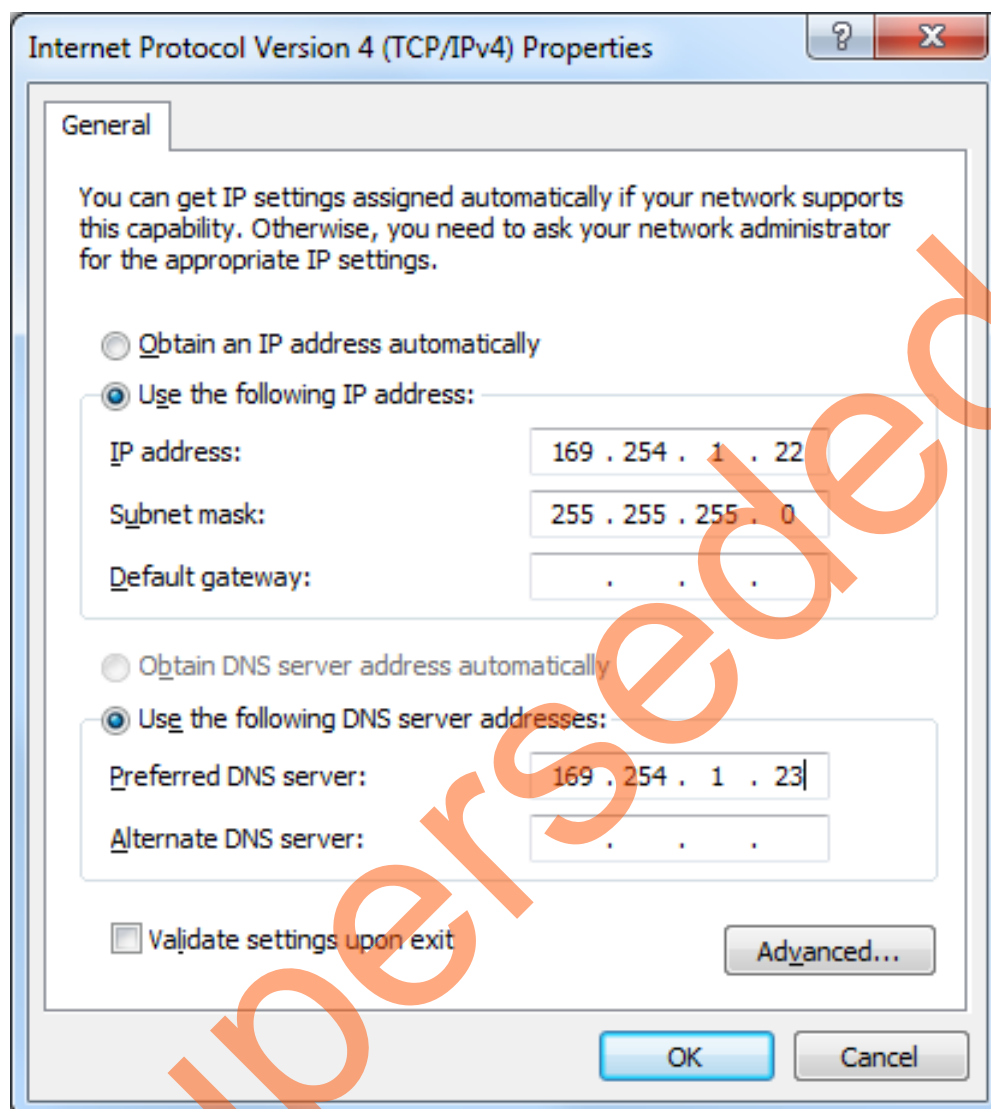 Internet Protocol Version 4 (TCP/IPv4) Properties
?
General
You can get IP settings assigned automatically if your network supports
this capability. Otherwise, you need to ask your network administrator
for the appropriate IP settings.
Obtain an IP address automatically
Use the following IP address:
IP address: 169 . 254 . 1 . 22
Subnet mask: 255 . 255 . 255 . 0
Default gateway: . . .
Obtain DNS server address automatically
Use the following DNS server addresses:
Preferred DNS server: 169 . 254 . 1 . 23
Alternate DNS server: . . .
Validate settings upon exit
Advanced...
OK Cancel
upersed